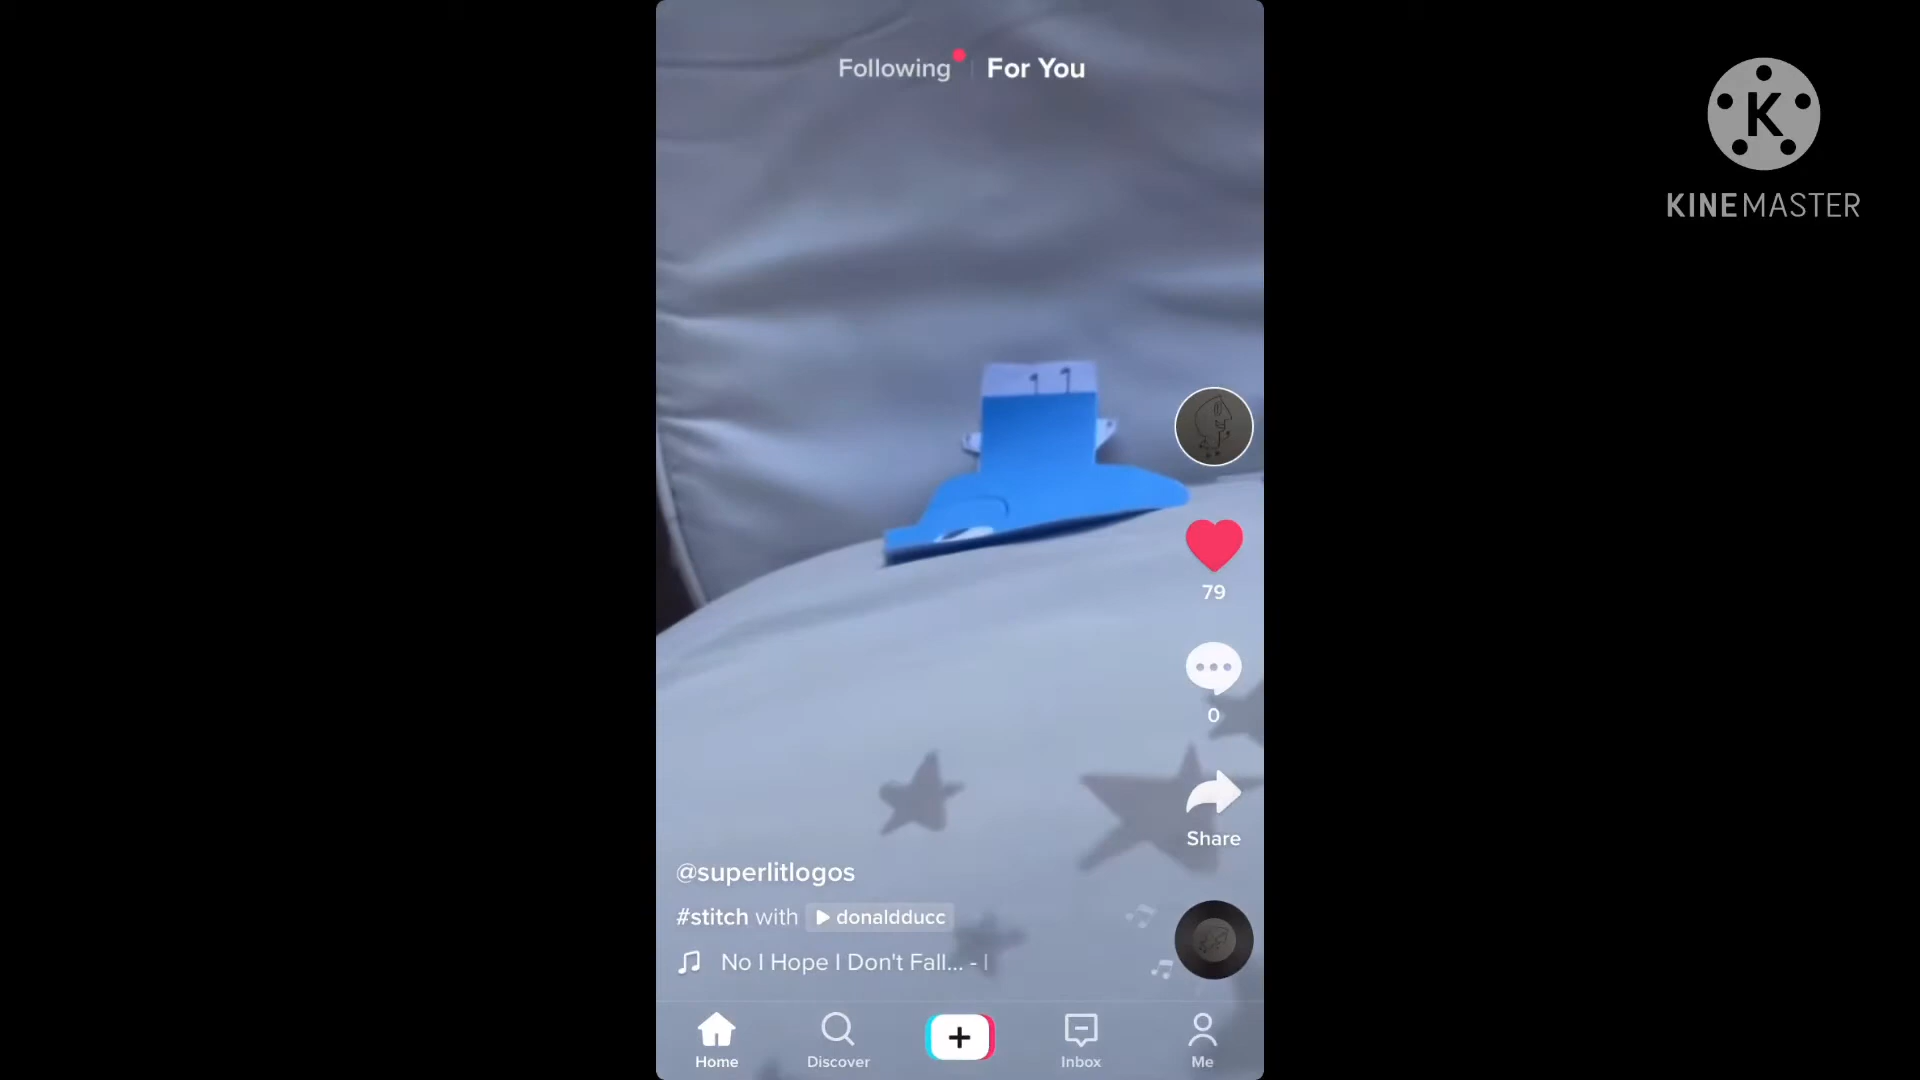 Following
For You
K
KINEMASTER
79
0
Share
@superlitlogos
#stitch with donaldducc
No I Hope I Don't Fall... -
Home
Discover
Inbox
Me